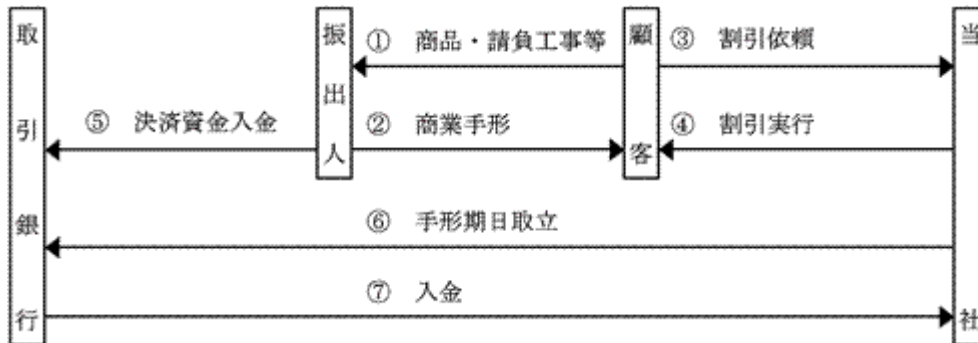 取引銀行
振出人
顧客
当社
① 商品・請負工事等
③ 割引依頼
⑤ 決済資金入金
② 商業手形
④ 割引実行
⑥ 手形期日取立
⑦ 入金